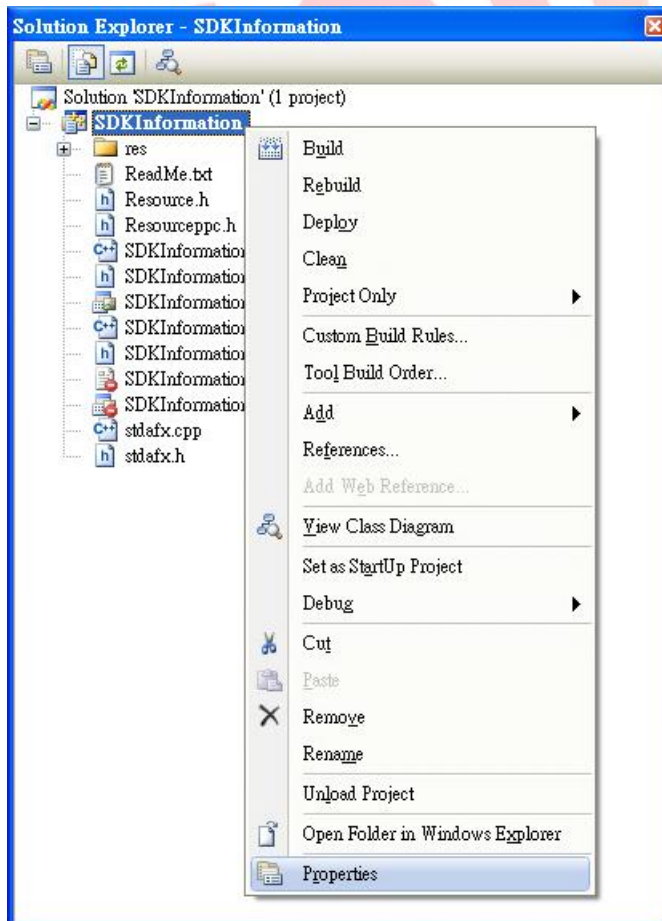 Solution Explorer - SDKInformation
Solution 'SDKInformation' (1 project)
SDKInformation
res
ReadMe.txt
Resource.h
Resourceppc.h
SDKInformation
SDKInformation
SDKInformation
SDKInformation
SDKInformation
SDKInformation
SDKInformation
stdafx.cpp
stdafx.h
Build
Rebuild
Deploy
Clean
Project Only
Custom Build Rules...
Tool Build Order...
Add
References...
Add Web Reference...
View Class Diagram
Set as StartUp Project
Debug
Cut
Paste
Remove
Rename
Unload Project
Open Folder in Windows Explorer
Properties